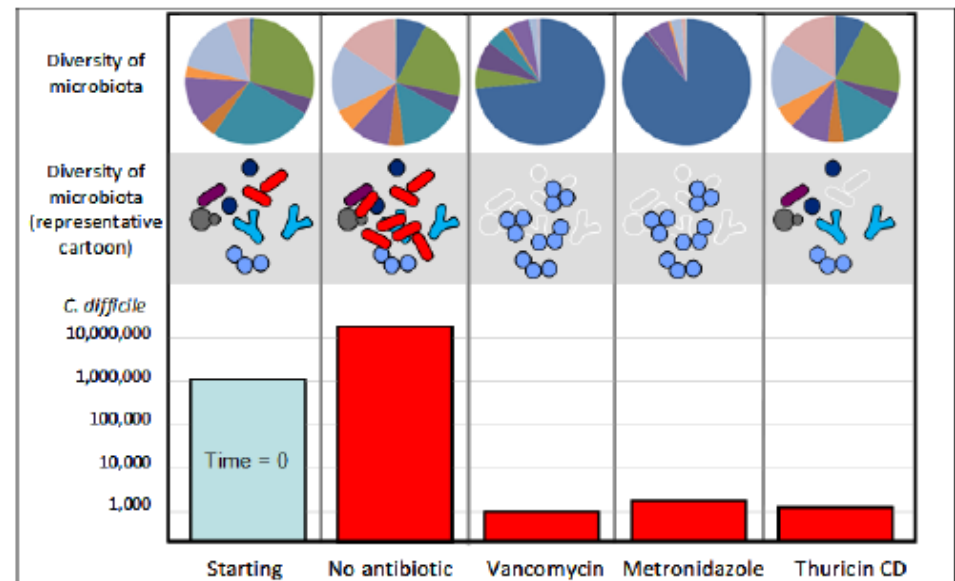 Diversity of
microbiota
Diversity of
microbiota
(representative
cartoon)
C. difficile
10,000,000
1,000,000
100,000
10,000
1,000
Time = 0
Starting
No antibiotic
Vancomycin
Metronidazole
Thuricin CD